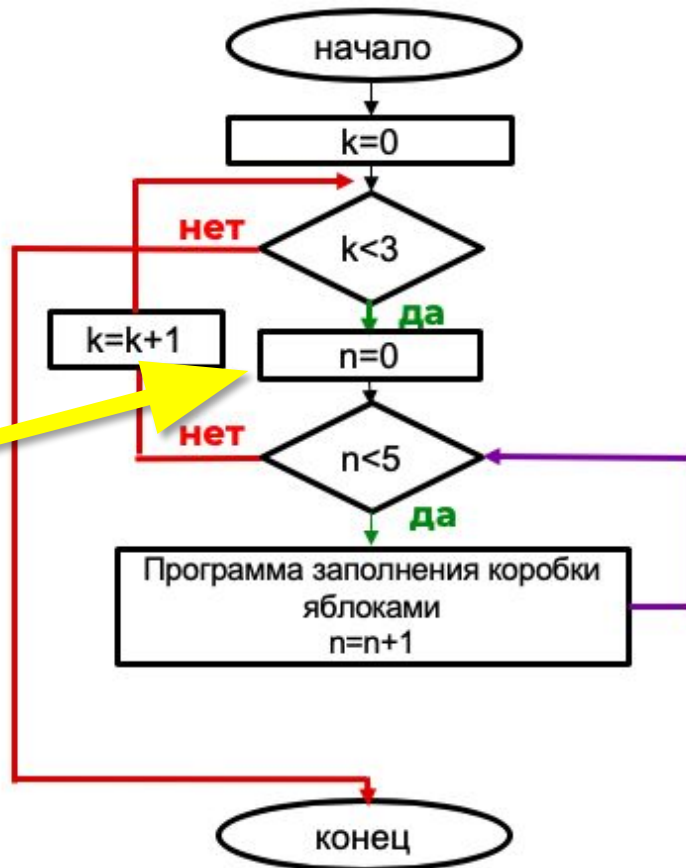 начало
k=0
нет
k<3
да
k=k+1
n=0
нет
n<5
да
Программа заполнения коробки
яблоками
n=n+1
конец